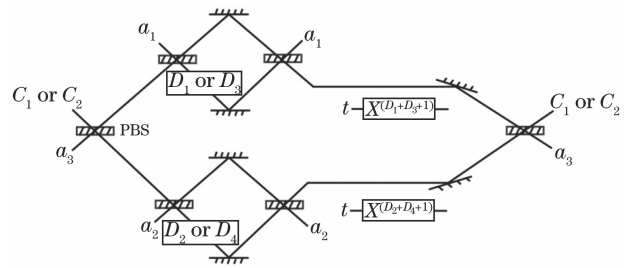 a₁
a₁
D₁ or D₃
C₁ or C₂
PBS
a₃
t X^(D₁+D₃+1)
C₁ or C₂
a₃
a₂
D₂ or D₄
a₂
t X^(D₂+D₄+1)